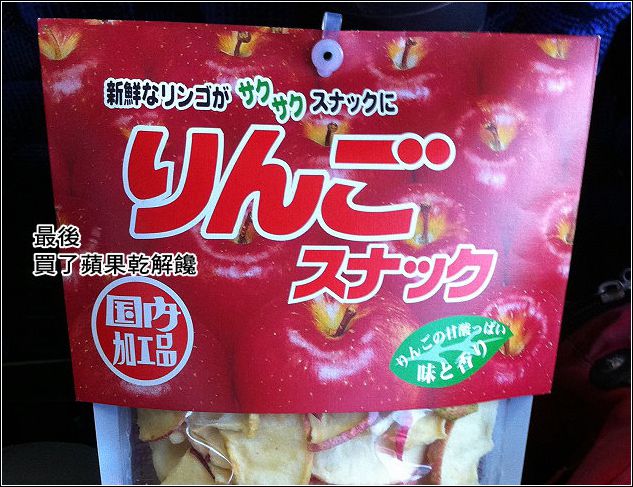 新鮮なリンゴが サクサク スナックに
りんご
スナック
最後
買了蘋果乾解饞
国内
加工品
りんごの甘酸っぱい
味と香り